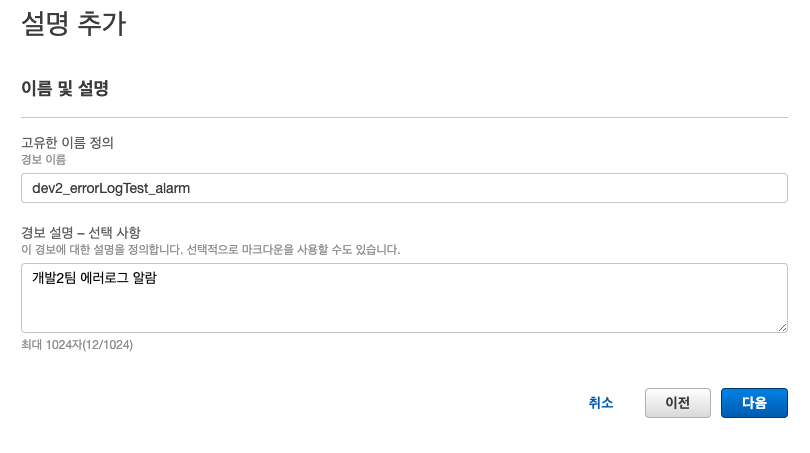 설명 추가
이름 및 설명
고유한 이름 정의
경보 이름
dev2_errorLogTest_alarm
경보 설명 – 선택 사항
이 경보에 대한 설명을 정의합니다. 선택적으로 마크다운을 사용할 수도 있습니다.
개발2팀 에러로그 알람
최대 1024자(12/1024)
취소 이전 다음